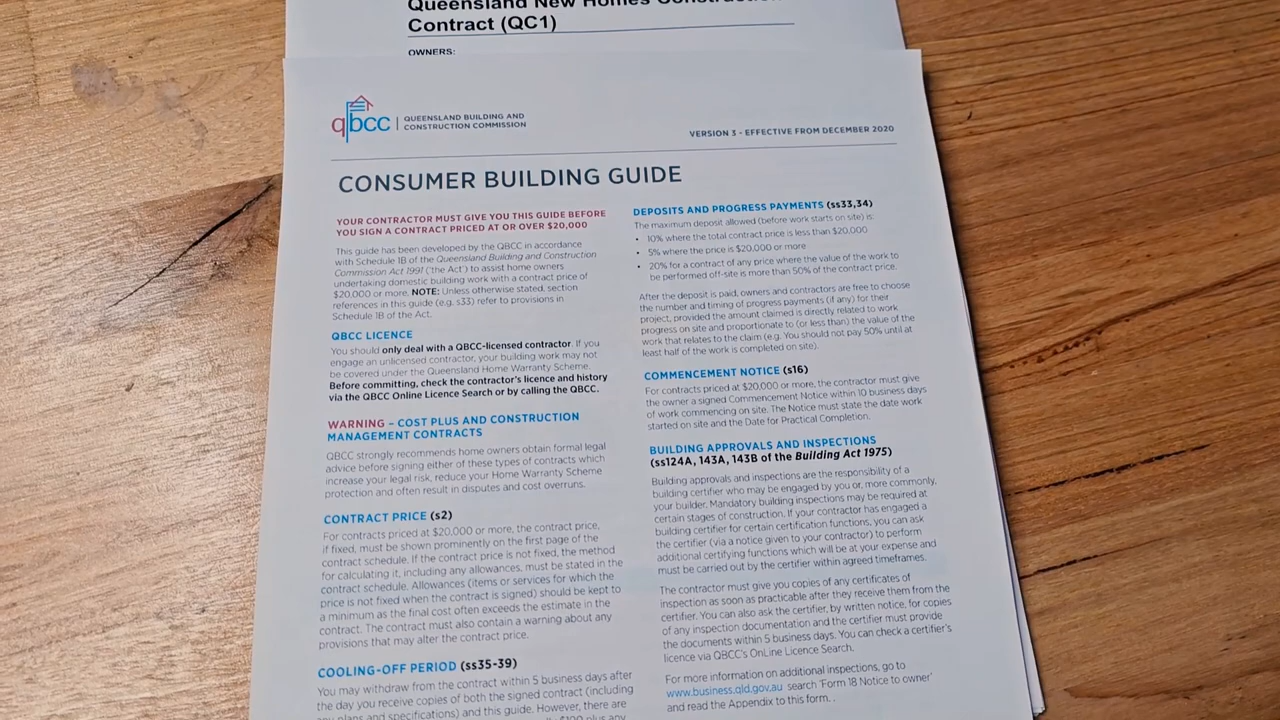 Queensland New Homes Construction
Contract (QC1)
OWNERS:
qbcc
QUEENSLAND BUILDING AND
CONSTRUCTION COMMISSION
VERSION 3 - EFFECTIVE FROM DECEMBER 2020
CONSUMER BUILDING GUIDE
YOUR CONTRACTOR MUST GIVE YOU THIS GUIDE BEFORE
YOU SIGN A CONTRACT PRICED AT OR OVER $20,000
This guide has been developed by the QBCC in accordance
with Schedule 1B of the Queensland Building and Construction
Commission Act 1991 ('the Act') to assist home owners
undertaking domestic building work with a contract price of
$20,000 or more. NOTE: Unless otherwise stated, section
references in this guide (e.g. s33) refer to provisions in
Schedule 1B of the Act.
QBCC LICENCE
You should only deal with a QBCC-licensed contractor. If you
engage an unlicensed contractor, your building work may not
be covered under the Queensland Home Warranty Scheme.
Before committing, check the contractor's licence and history
via the QBCC Online Licence Search or by calling the QBCC.
WARNING – COST PLUS AND CONSTRUCTION
MANAGEMENT CONTRACTS
QBCC strongly recommends home owners obtain formal legal
advice before signing either of these types of contracts which
increase your legal risk, reduce your Home Warranty Scheme
protection and often result in disputes and cost overruns.
CONTRACT PRICE (s2)
For contracts priced at $20,000 or more, the contract price,
if fixed, must be shown prominently on the first page of the
contract schedule. If the contract price is not fixed, the method
for calculating it, including any allowances, must be stated in the
contract schedule. Allowances (items or services for which the
price is not fixed when the contract is signed) should be kept to
a minimum as the final cost often exceeds the estimate in the
contract. The contract must also contain a warning about any
provisions that may alter the contract price.
COOLING-OFF PERIOD (ss35-39)
You may withdraw from the contract within 5 business days after
the day you receive copies of both the signed contract (including
any plans and specifications) and this guide. However, there are
$100 plus any
DEPOSITS AND PROGRESS PAYMENTS (ss33,34)
The maximum deposit allowed (before work starts on site) is:
• 10% where the total contract price is less than $20,000
• 5% where the price is $20,000 or more
• 20% for a contract of any price where the value of the work to
be performed off-site is more than 50% of the contract price.
After the deposit is paid, owners and contractors are free to choose
the number and timing of progress payments (if any) for their
project, provided the amount claimed is directly related to work
progress on site and proportionate to (or less than) the value of the
work that relates to the claim (e.g. You should not pay 50% until at
least half of the work is completed on site).
COMMENCEMENT NOTICE (s16)
For contracts priced at $20,000 or more, the contractor must give
the owner a signed Commencement Notice within 10 business days
of work commencing on site. The Notice must state the date work
started on site and the Date for Practical Completion.
BUILDING APPROVALS AND INSPECTIONS
(ss124A, 143A, 143B of the Building Act 1975)
Building approvals and inspections are the responsibility of a
building certifier who may be engaged by you or, more commonly,
your builder. Mandatory building inspections may be required at
certain stages of construction. If your contractor has engaged a
building certifier for certain certification functions, you can ask
the certifier (via a notice given to your contractor) to perform
additional certifying functions which will be at your expense and
must be carried out by the certifier within agreed timeframes.
The contractor must give you copies of any certificates of
inspection as soon as practicable after they receive them from the
certifier. You can also ask the certifier, by written notice, for copies
of any inspection documentation and the certifier must provide
the documents within 5 business days. You can check a certifier's
licence via QBCC's OnLine Licence Search.
For more information on additional inspections, go to
www.business.qld.gov.au search 'Form 18 Notice to owner'
and read the Appendix to this form. .